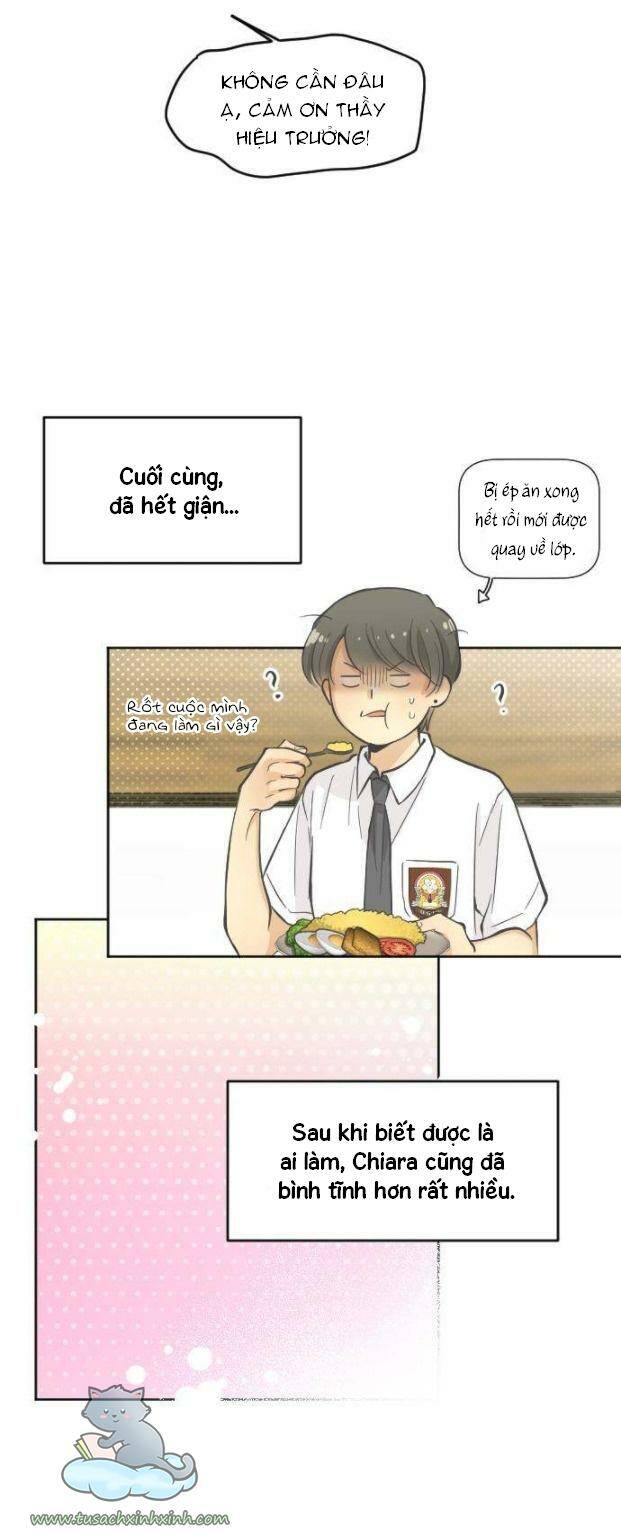 KHÔNG CẦN ĐÂU
Ạ, CẢM ƠN THẦY
HIỆU TRƯỞNG!
Cuối cùng,
đã hết giận...
Bị ép ăn xong
hết rồi mới được
quay về lớp.
?
?
Rốt cuộc mình
đang làm gì vậy?
Sau khi biết được là
ai làm, Chiara cũng đã
bình tĩnh hơn rất nhiều.
www.tusachxinhxinh.com